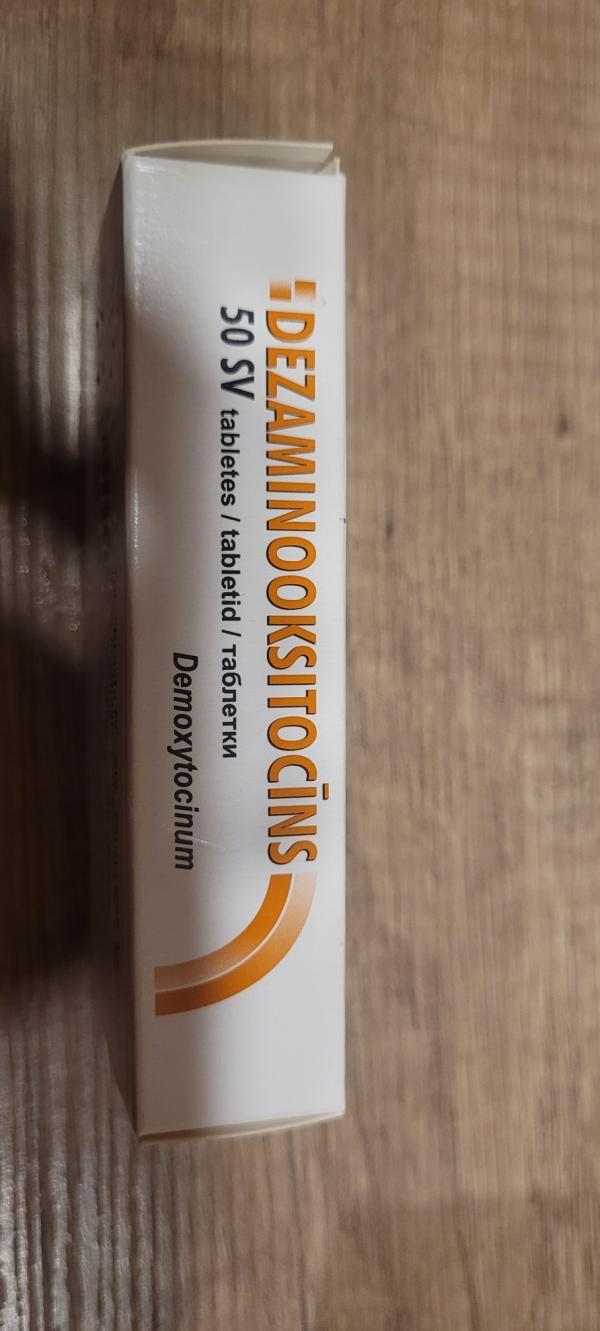 DEZAMINOOKSITOCĪNS
50 SV tabletes / tabletid / таблетки
Demoxytocinum